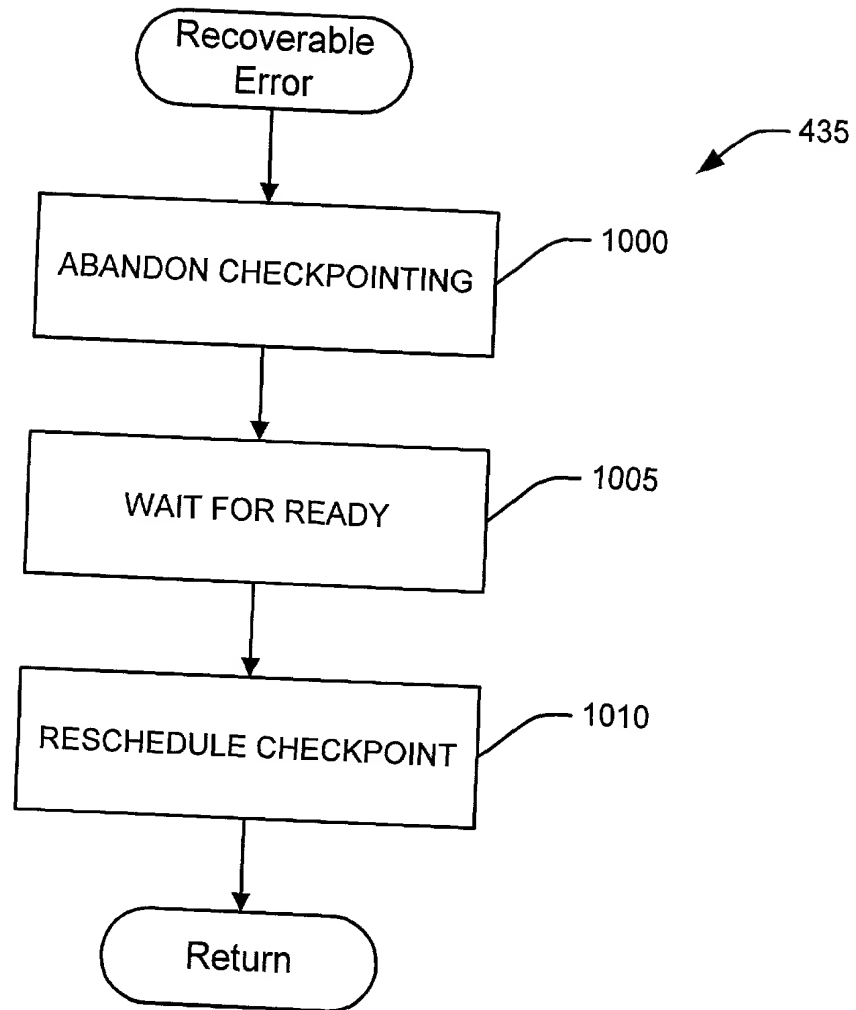 Recoverable
Error
435
ABANDON CHECKPOINTING
1000
WAIT FOR READY
1005
RESCHEDULE CHECKPOINT
1010
Return